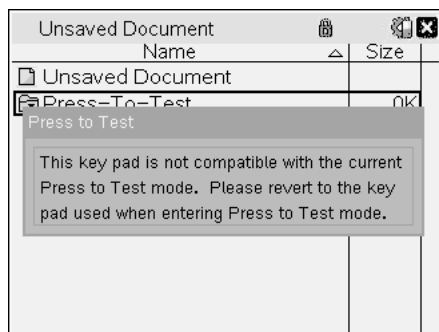 Unsaved Document
Name Size
Unsaved Document
Press-To-Test 0K
Press to Test
This key pad is not compatible with the current
Press to Test mode. Please revert to the key
pad used when entering Press to Test mode.